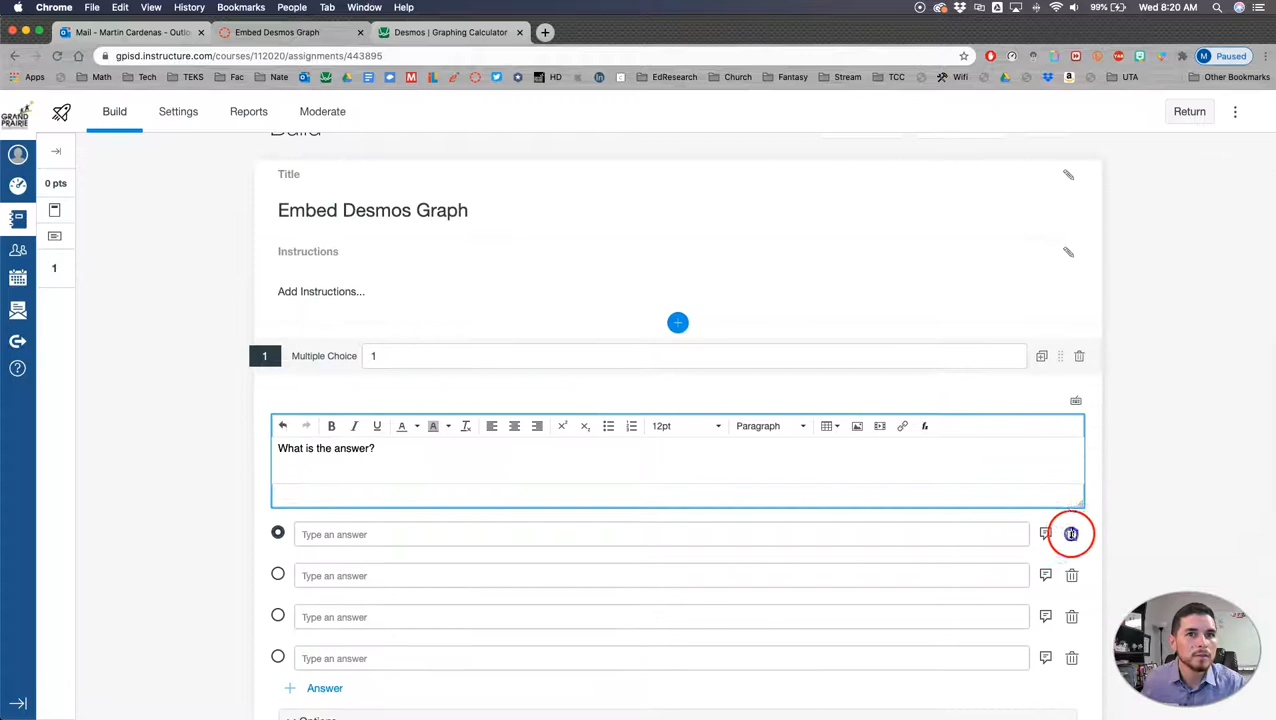 Chrome File Edit View History Bookmarks People Tab Window Help 99% Wed 8:20 AM
Mail - Martin Cardenas - Outlo Embed Desmos Graph Desmos | Graphing Calculator
gpisd.instructure.com/courses/112020/assignments/443895 M Paused
Apps Math Tech TEKS Fac Nate HD EdResearch Church Fantasy Stream TCC Wifi UTA Other Bookmarks
GRAND PRAIRIE Build Settings Reports Moderate Return
0 pts
1
Title
Embed Desmos Graph
Instructions
Add Instructions...
1 Multiple Choice 1
12pt Paragraph
What is the answer?
Type an answer
Type an answer
Type an answer
Type an answer
Answer